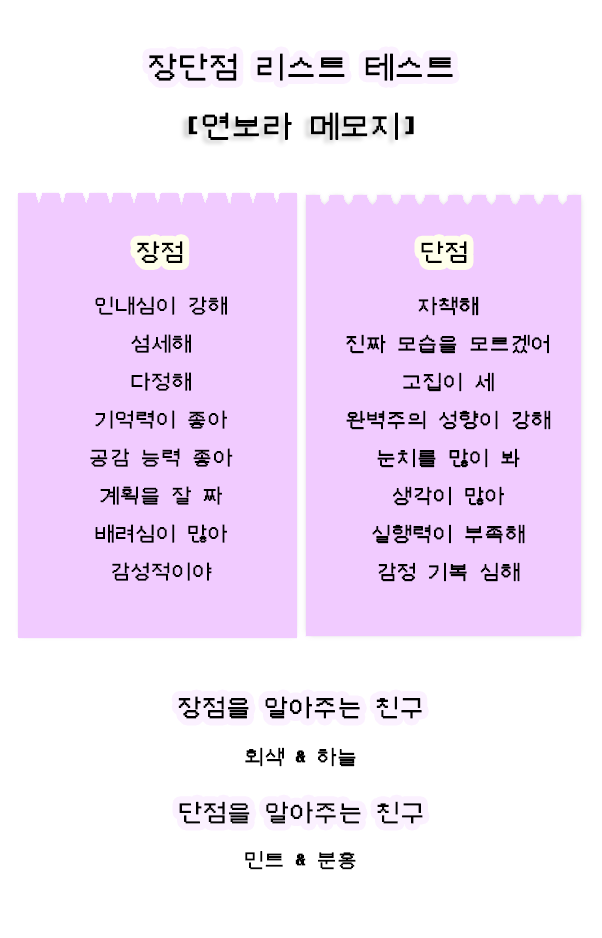 장단점 리스트 테스트
[연보라 메모지]
장점
인내심이 강해
섬세해
다정해
기억력이 좋아
공감 능력 좋아
계획을 잘 짜
배려심이 많아
감성적이야
단점
자책해
진짜 모습을 모르겠어
고집이 세
완벽주의 성향이 강해
눈치를 많이 봐
생각이 많아
실행력이 부족해
감정 기복 심해
장점을 말아주는 친구
회색 & 하늘
단점을 말아주는 친구
민트 & 분홍